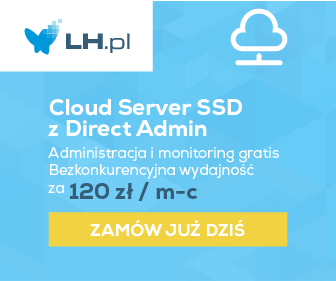 LH.pl
Cloud Server SSD
z Direct Admin
Administracja i monitoring gratis
Bezkonkurencyjna wydajność
za 120 zł / m-c
ZAMÓW JUŻ DZIŚ